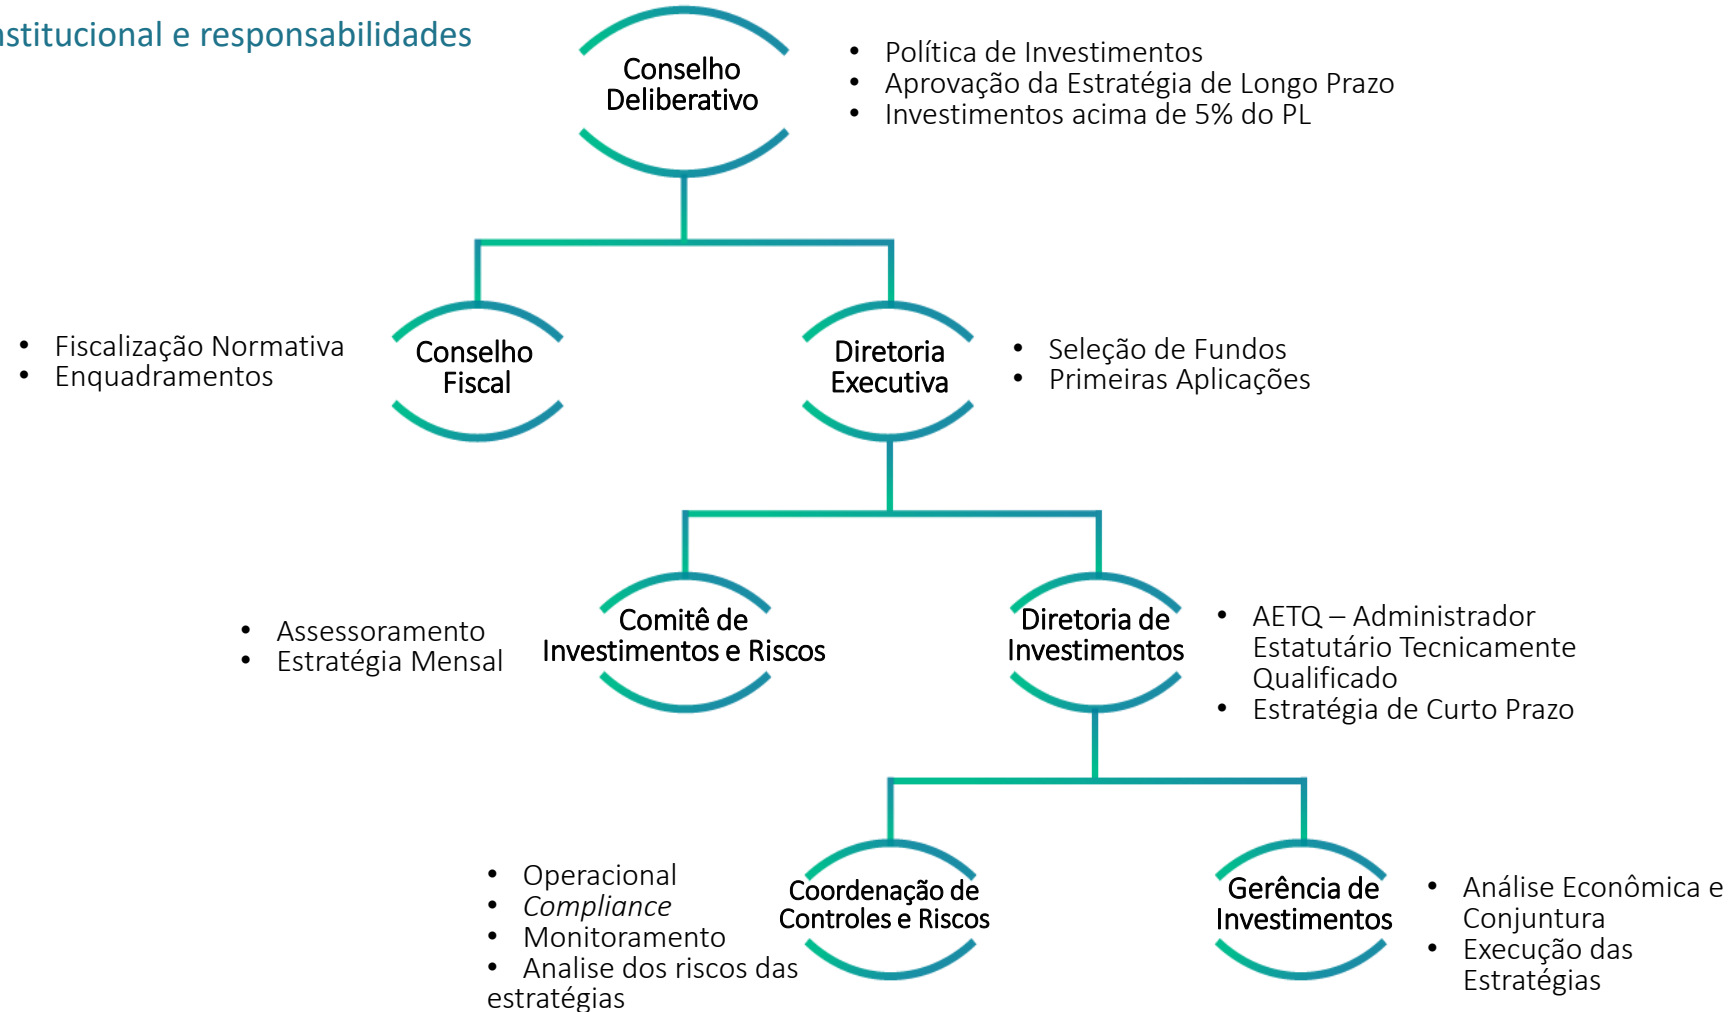 nstitucional e responsabilidades
Conselho
Deliberativo
• Política de Investimentos
• Aprovação da Estratégia de Longo Prazo
• Investimentos acima de 5% do PL
• Fiscalização Normativa
• Enquadramentos
Conselho
Fiscal
Diretoria
Executiva
• Seleção de Fundos
• Primeiras Aplicações
• Assessoramento
• Estratégia Mensal
Comitê de
Investimentos e Riscos
Diretoria de
Investimentos
• AETQ – Administrador
Estatutário Tecnicamente
Qualificado
• Estratégia de Curto Prazo
• Operacional
• Compliance
• Monitoramento
• Analise dos riscos das
estratégias
Coordenação de
Controles e Riscos
Gerência de
Investimentos
• Análise Econômica e
Conjuntura
• Execução das
Estratégias